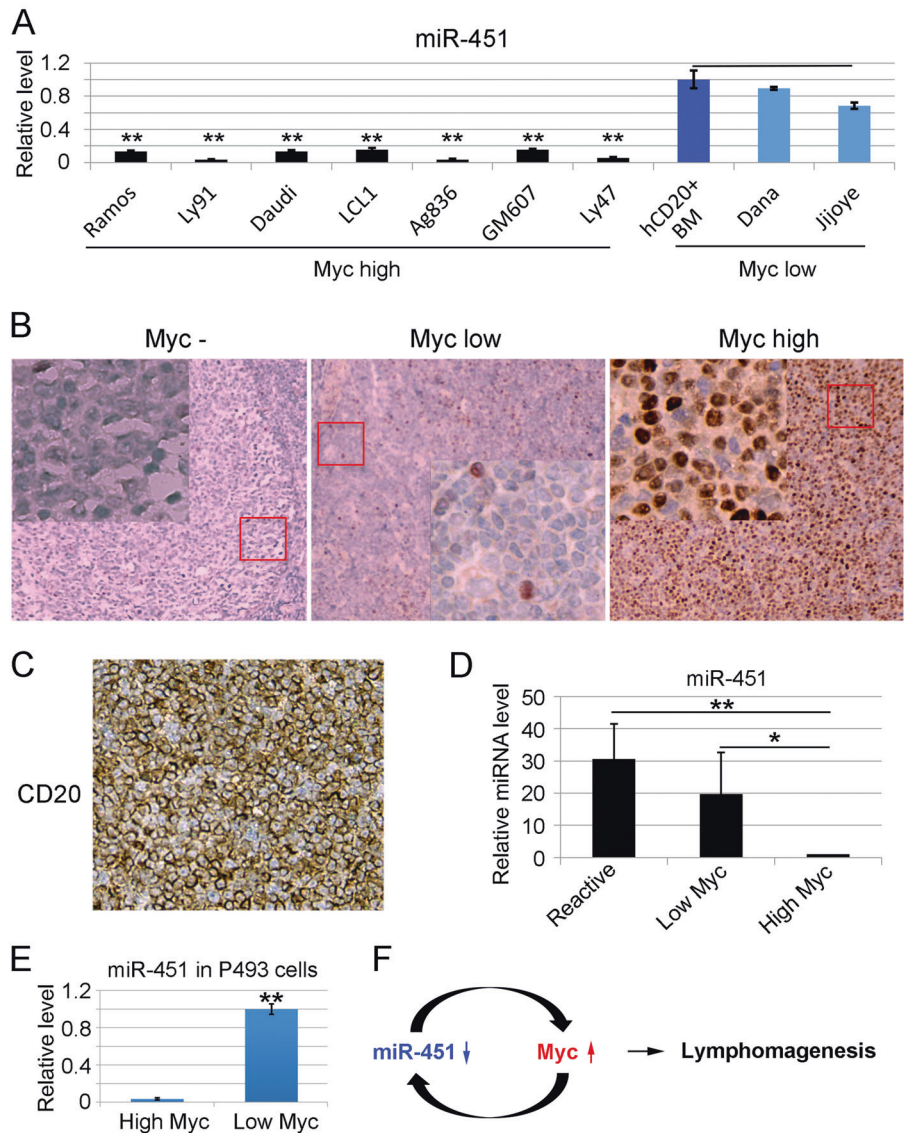 A
miR-451
Relative level
1.2
0.8
0.4
0
** ** ** ** ** ** **
Ramos
Ly91
Daudi
LCL1
Ag836
GM607
Ly47
hCD20+
BM
Dana
Jijoye
Myc high
Myc low
B
Myc -
Myc low
Myc high
C
CD20
D
miR-451
Relative miRNA level
50
40
30
20
10
0
**
*
Reactive
Low Myc
High Myc
E
miR-451 in P493 cells
Relative level
1.2
0.8
0.4
0
**
High Myc
Low Myc
F
miR-451 ↓ Myc ↑ → Lymphomagenesis